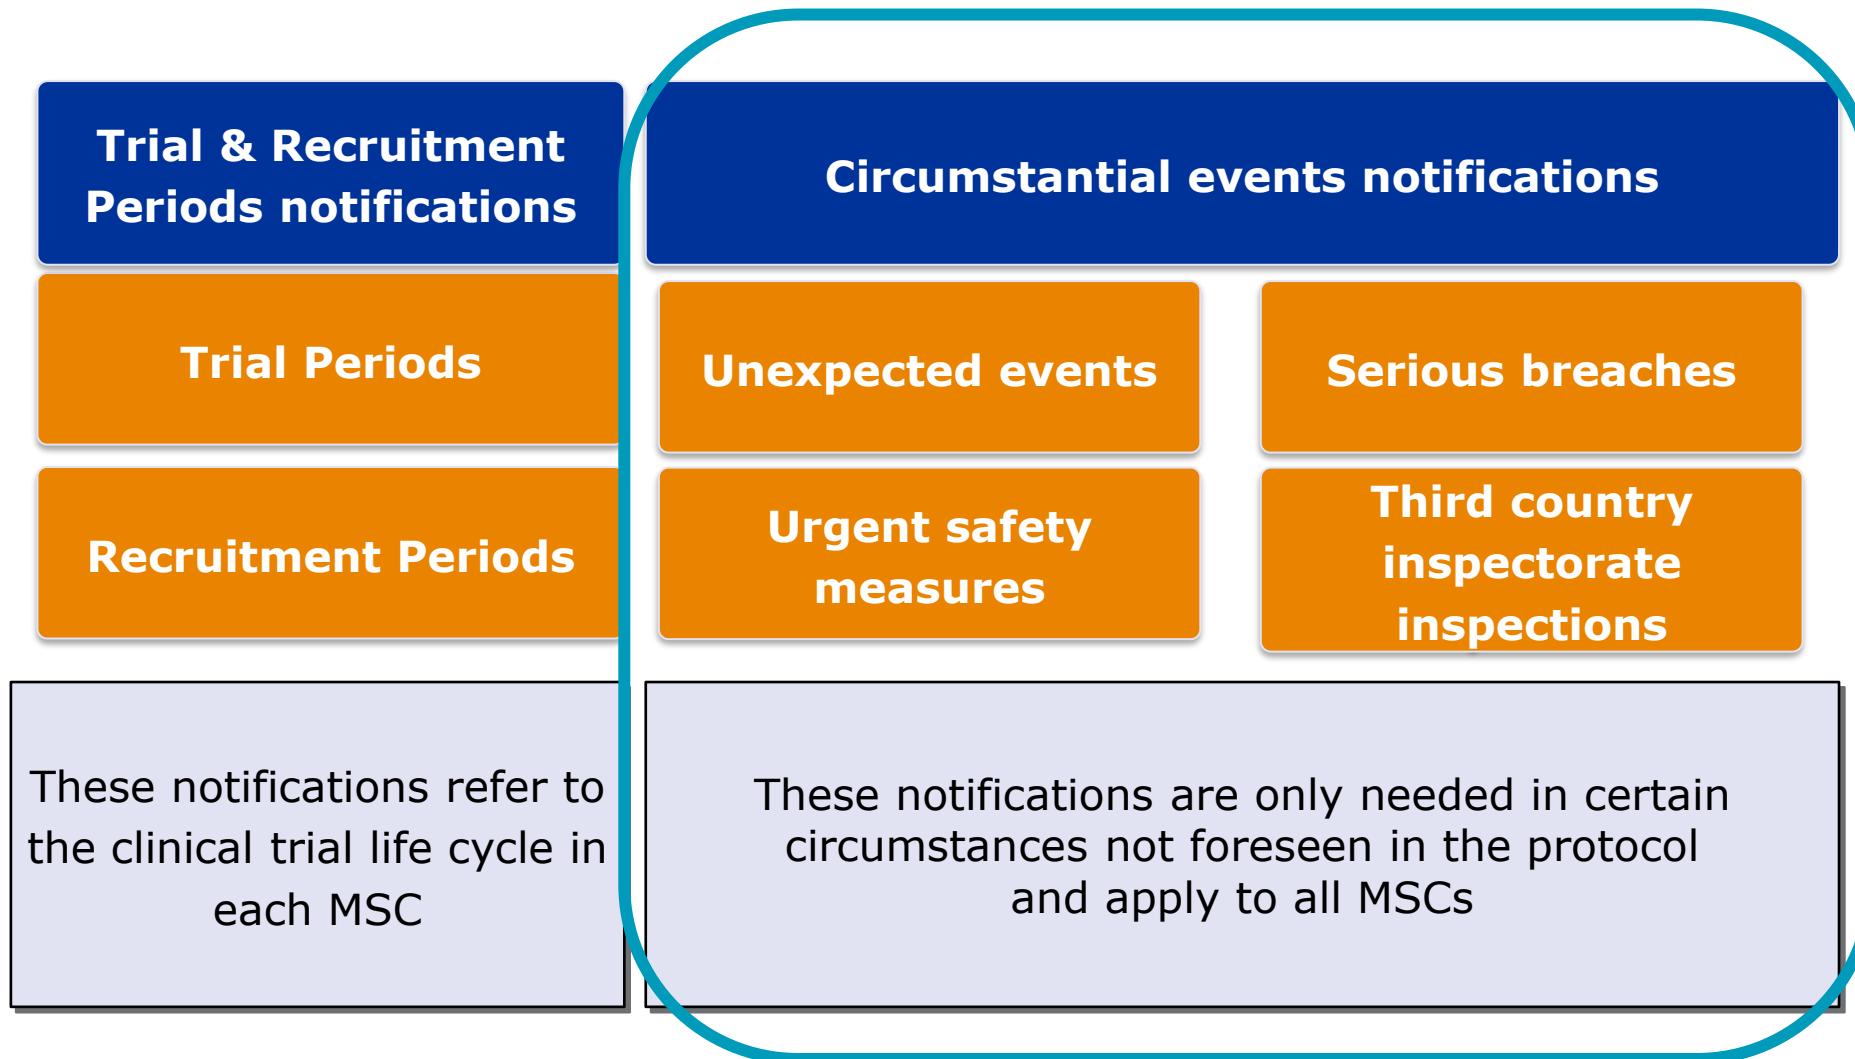 Trial & Recruitment
Periods notifications
Circumstantial events notifications
Trial Periods
Unexpected events
Serious breaches
Recruitment Periods
Urgent safety
measures
Third country
inspectorate
inspections
These notifications refer to
the clinical trial life cycle in
each MSC
These notifications are only needed in certain
circumstances not foreseen in the protocol
and apply to all MSCs